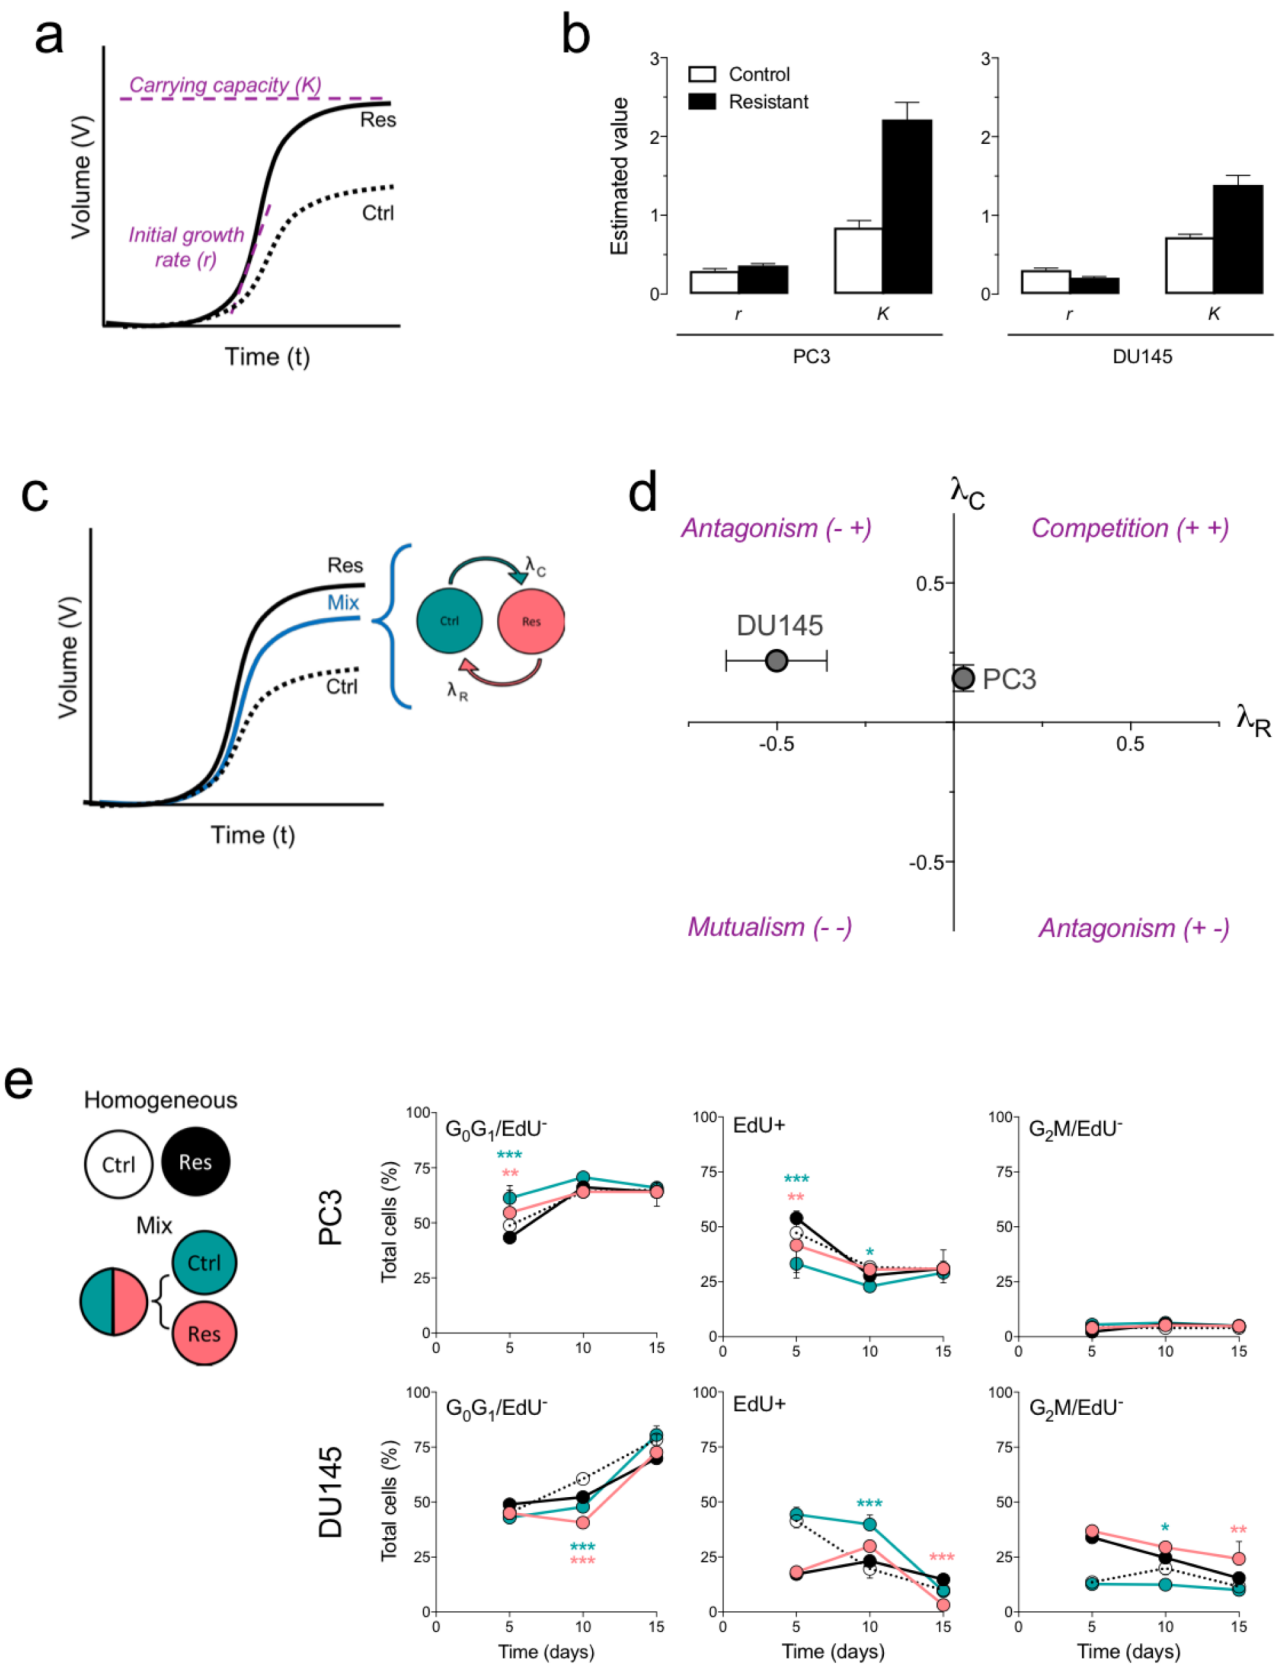 a
Carrying capacity (K)
Res
Ctrl
Initial growth
rate (r)
Volume (V)
Time (t)
b
Control
Resistant
Estimated value
3
2
1
0
r
K
PC3
3
2
1
0
r
K
DU145
c
Res
Mix
Ctrl
Volume (V)
Time (t)
Ctrl
Res
λC
λR
d
λC
Antagonism (- +)
Competition (+ +)
0.5
DU145
PC3
λR
-0.5
0.5
-0.5
Mutualism (- -)
Antagonism (+ -)
e
Homogeneous
Ctrl
Res
Mix
Ctrl
Res
PC3
Total cells (%)
G₀G₁/EdU⁻
100
75
50
25
0
***
**
0
5
10
15
EdU+
100
75
50
25
0
***
**
*
0
5
10
15
G₂M/EdU⁻
100
75
50
25
0
0
5
10
15
DU145
Total cells (%)
G₀G₁/EdU⁻
100
75
50
25
0
***
***
0
5
10
15
Time (days)
EdU+
100
75
50
25
0
***
***
0
5
10
15
Time (days)
G₂M/EdU⁻
100
75
50
25
0
*
**
0
5
10
15
Time (days)